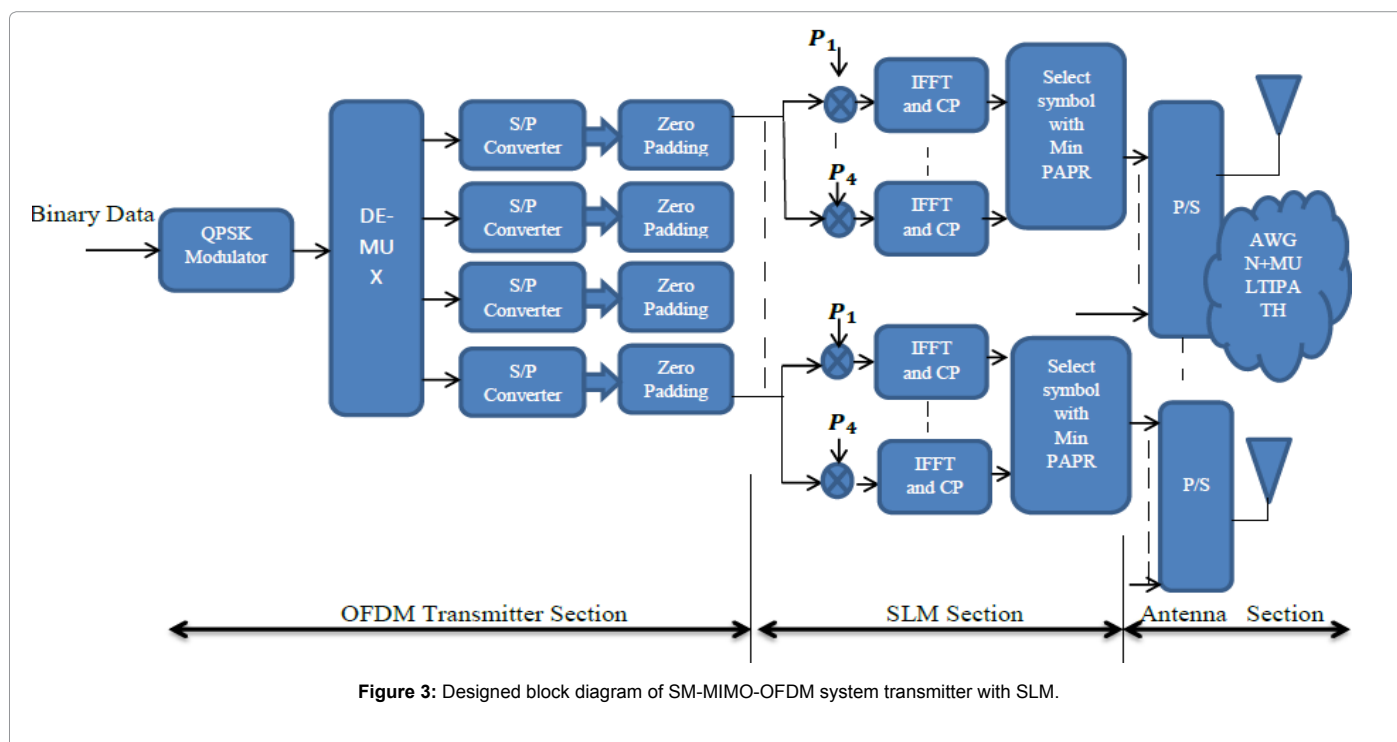 Binary Data
QPSK
Modulator
DE-
MU
X
S/P
Converter
Zero
Padding
S/P
Converter
Zero
Padding
S/P
Converter
Zero
Padding
S/P
Converter
Zero
Padding
P1
IFFT
and CP
P4
IFFT
and CP
Select
symbol
with
Min
PAPR
P1
IFFT
and CP
P4
IFFT
and CP
Select
symbol
with
Min
PAPR
P/S
AWG
N+MU
LTIPA
TH
P/S
OFDM Transmitter Section
SLM Section
Antenna Section
Figure 3: Designed block diagram of SM-MIMO-OFDM system transmitter with SLM.